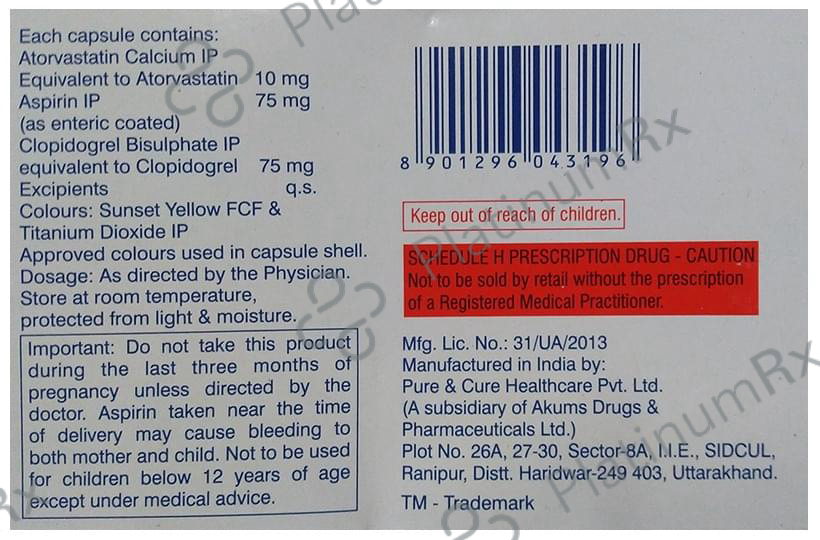 Each capsule contains:
Atorvastatin Calcium IP
Equivalent to Atorvastatin 10 mg
Aspirin IP 75 mg
(as enteric coated)
Clopidogrel Bisulphate IP
equivalent to Clopidogrel 75 mg
Excipients q.s.
Colours: Sunset Yellow FCF &
Titanium Dioxide IP
Approved colours used in capsule shell.
Dosage: As directed by the Physician.
Store at room temperature,
protected from light & moisture.
Important: Do not take this product
during the last three months of
pregnancy unless directed by the
doctor. Aspirin taken near the time
of delivery may cause bleeding to
both mother and child. Not to be used
for children below 12 years of age
except under medical advice.
8 901296 043196
Keep out of reach of children.
SCHEDULE H PRESCRIPTION DRUG - CAUTION
Not to be sold by retail without the prescription
of a Registered Medical Practitioner.
Mfg. Lic. No.: 31/UA/2013
Manufactured in India by:
Pure & Cure Healthcare Pvt. Ltd.
(A subsidiary of Akums Drugs &
Pharmaceuticals Ltd.)
Plot No. 26A, 27-30, Sector-8A, I.I.E., SIDCUL,
Ranipur, Distt. Haridwar-249 403, Uttarakhand.
TM - Trademark
PlatinumRx
PlatinumRx
Rx